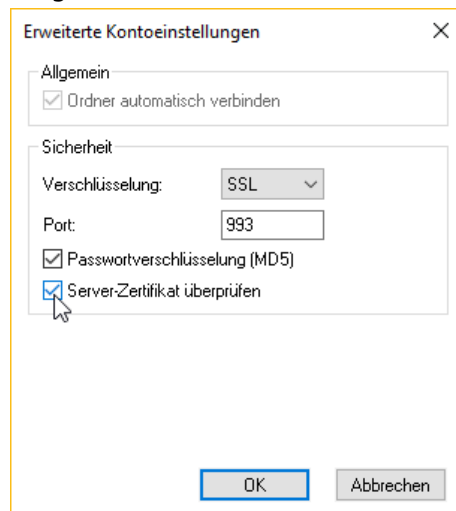 Erweiterte Kontoeinstellungen
Allgemein
Ordner automatisch verbinden
Sicherheit
Verschlüsselung: SSL
Port: 993
Passwortverschlüsselung (MD5)
Server-Zertifikat überprüfen
OK Abbrechen